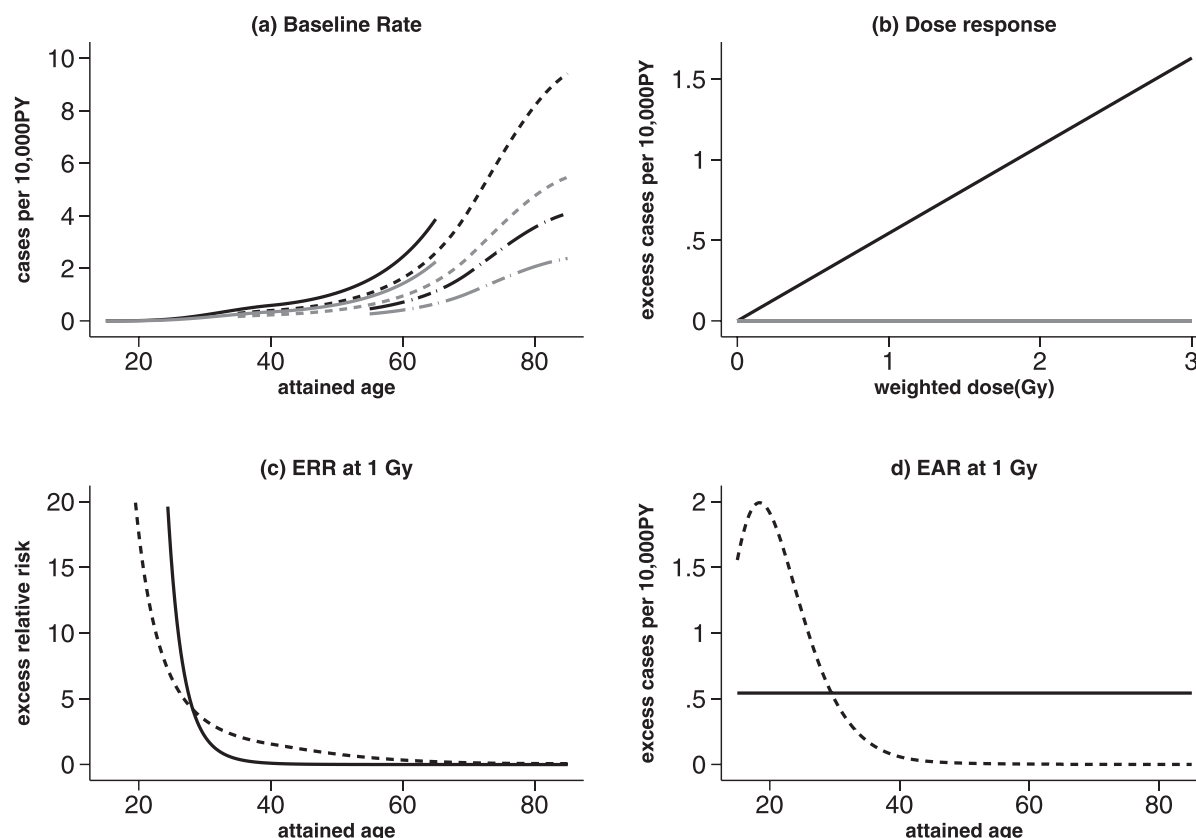 (a) Baseline Rate
cases per 10,000PY
10
8
6
4
2
0
20 40 60 80
attained age
(b) Dose response
excess cases per 10,000PY
1.5
1
.5
0
0 1 2 3
weighted dose(Gy)
(c) ERR at 1 Gy
excess relative risk
20
15
10
5
0
20 40 60 80
attained age
d) EAR at 1 Gy
excess cases per 10,000PY
2
1.5
1
.5
0
20 40 60 80
attained age